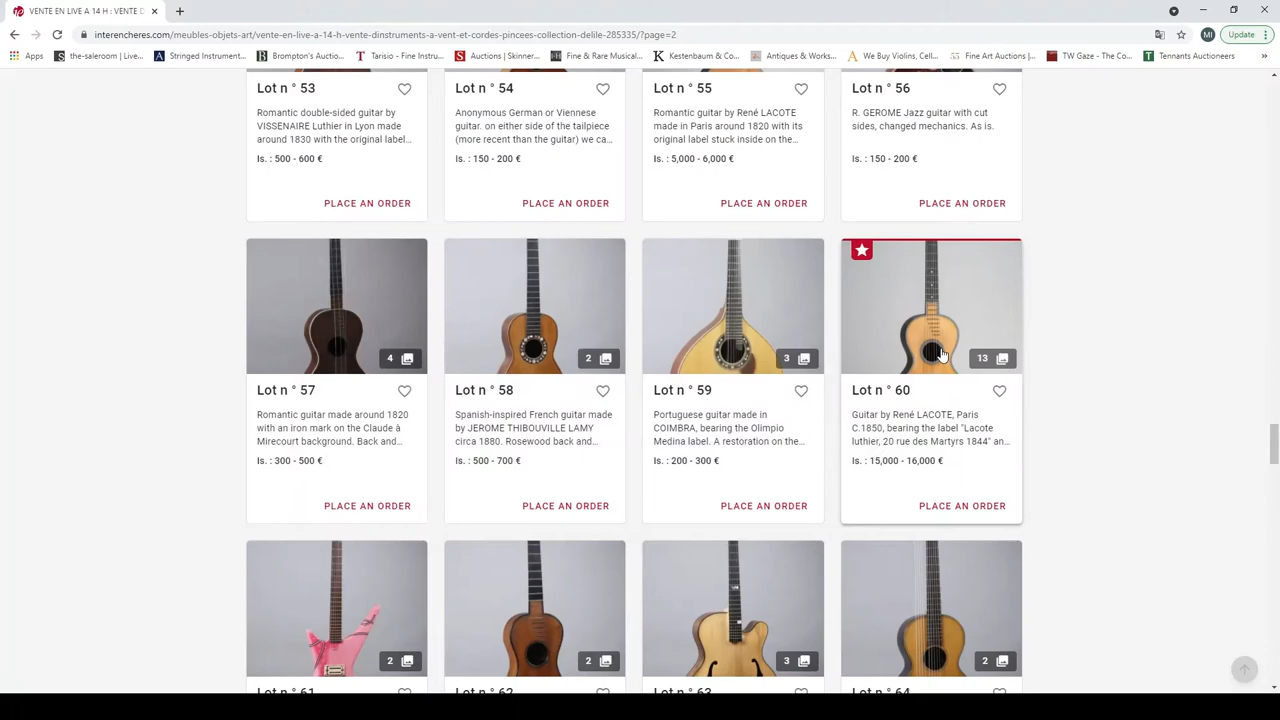 VENTE EN LIVE A 14 H : VENTE D
Update
interencheres.com/meubles-objets-art/vente-en-live-a-14-h-vente-dinstruments-a-vent-et-cordes-pincees-collection-delile-285335/?page=2
MI
Apps
the-saleroom | Live...
Stringed Instrument...
Brompton's Auctio...
Tarisio - Fine Instru...
Auctions | Skinner...
Fine & Rare Musical...
Kestenbaum & Co...
Antiques & Works...
We Buy Violins, Cell...
Fine Art Auctions |...
TW Gaze - The Co...
Tennants Auctioneers
»
Lot n ° 53
Romantic double-sided guitar by
VISSENAIRE Luthier in Lyon made
around 1830 with the original label...
Is. : 500 - 600 €
PLACE AN ORDER
Lot n ° 54
Anonymous German or Viennese
guitar. on either side of the tailpiece
(more recent than the guitar) we ca...
Is. : 150 - 200 €
PLACE AN ORDER
Lot n ° 55
Romantic guitar by René LACOTE
made in Paris around 1820 with its
original label stuck inside on the...
Is. : 5,000 - 6,000 €
PLACE AN ORDER
Lot n ° 56
R. GEROME Jazz guitar with cut
sides, changed mechanics. As is.
Is. : 150 - 200 €
PLACE AN ORDER
4
Lot n ° 57
Romantic guitar made around 1820
with an iron mark on the Claude à
Mirecourt background. Back and...
Is. : 300 - 500 €
PLACE AN ORDER
2
Lot n ° 58
Spanish-inspired French guitar made
by JEROME THIBOUVILLE LAMY
circa 1880. Rosewood back and...
Is. : 500 - 700 €
PLACE AN ORDER
3
Lot n ° 59
Portuguese guitar made in
COIMBRA, bearing the Olimpio
Medina label. A restoration on the...
Is. : 200 - 300 €
PLACE AN ORDER
13
Lot n ° 60
Guitar by René LACOTE, Paris
C.1850, bearing the label "Lacote
luthier, 20 rue des Martyrs 1844" an...
Is. : 15,000 - 16,000 €
PLACE AN ORDER
2
Lot n ° 61
2
Lot n ° 62
3
Lot n ° 63
2
Lot n ° 64